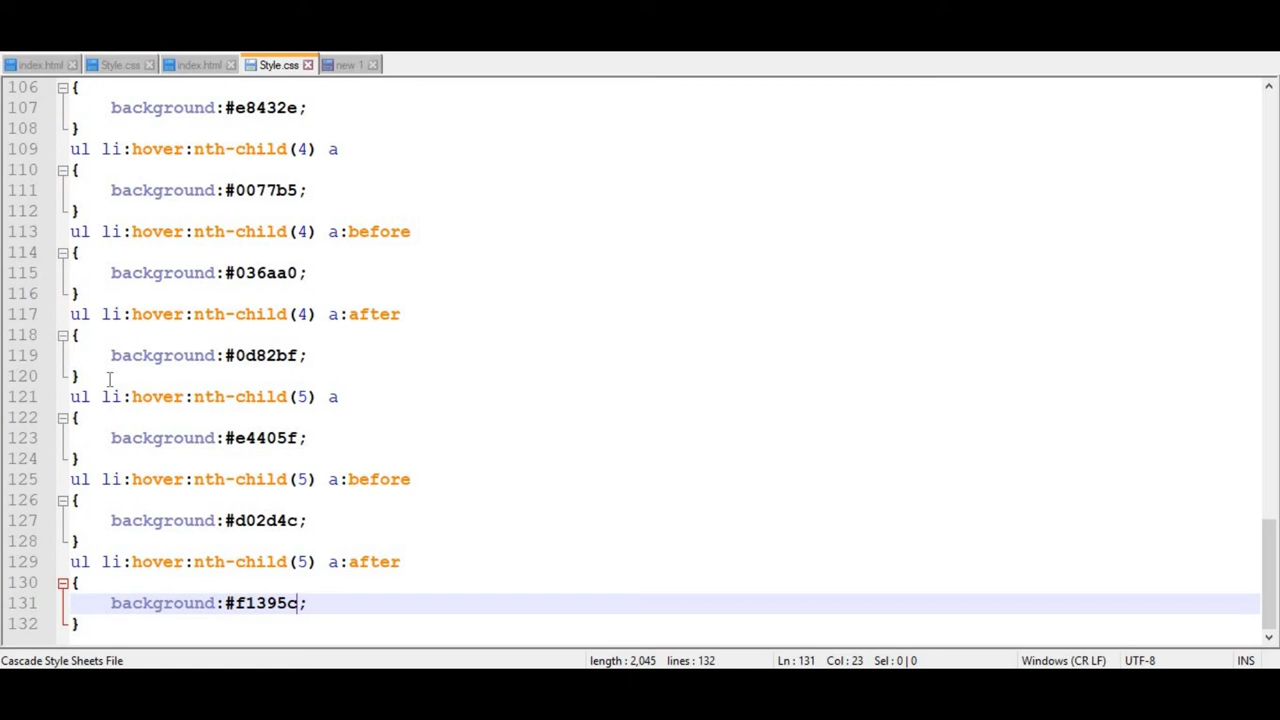 index.html Style.css index.html Style.css new 1
106 {
107 background:#e8432e;
108 }
109 ul li:hover:nth-child(4) a
110 {
111 background:#0077b5;
112 }
113 ul li:hover:nth-child(4) a:before
114 {
115 background:#036aa0;
116 }
117 ul li:hover:nth-child(4) a:after
118 {
119 background:#0d82bf;
120 }
121 ul li:hover:nth-child(5) a
122 {
123 background:#e4405f;
124 }
125 ul li:hover:nth-child(5) a:before
126 {
127 background:#d02d4c;
128 }
129 ul li:hover:nth-child(5) a:after
130 {
131 background:#f1395c;
132 }
Cascade Style Sheets File length : 2,045 lines : 132 Ln : 131 Col : 23 Sel : 0 | 0 Windows (CR LF) UTF-8 INS